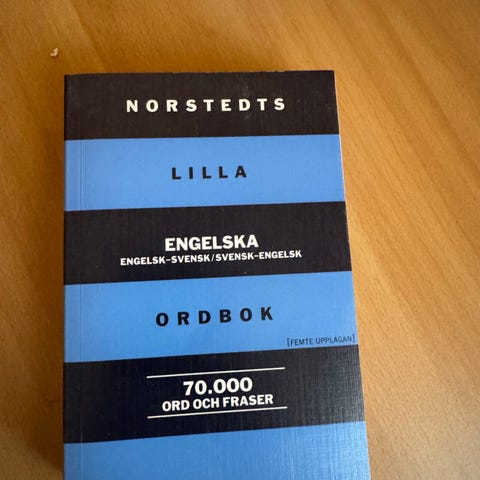 NORSTEDTS
LILLA
ENGELSKA
ENGELSK–SVENSK/SVENSK–ENGELSK
ORDBOK
[FEMTE UPPLAGAN]
70.000
ORD OCH FRASER